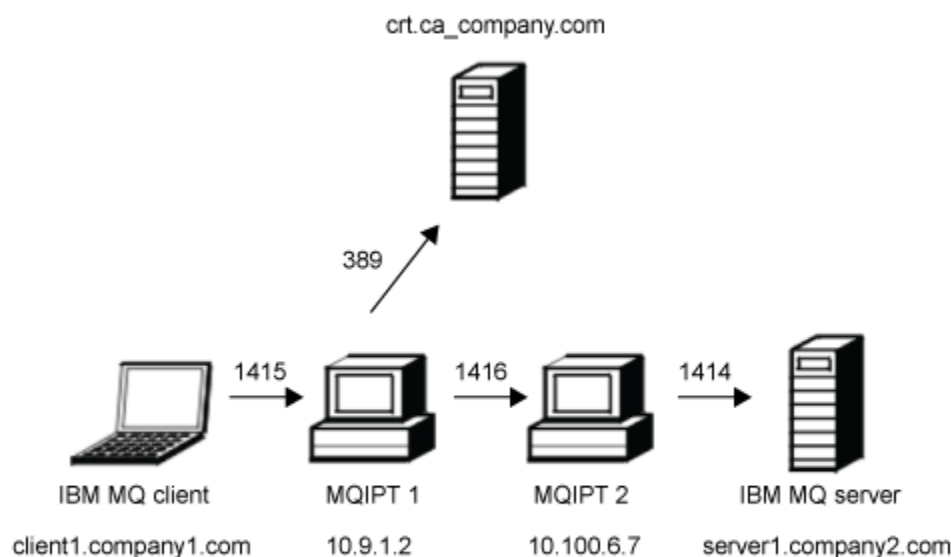 crt.ca_company.com
389
1415
1416
1414
IBM MQ client
MQIPT 1
MQIPT 2
IBM MQ server
client1.company1.com
10.9.1.2
10.100.6.7
server1.company2.com